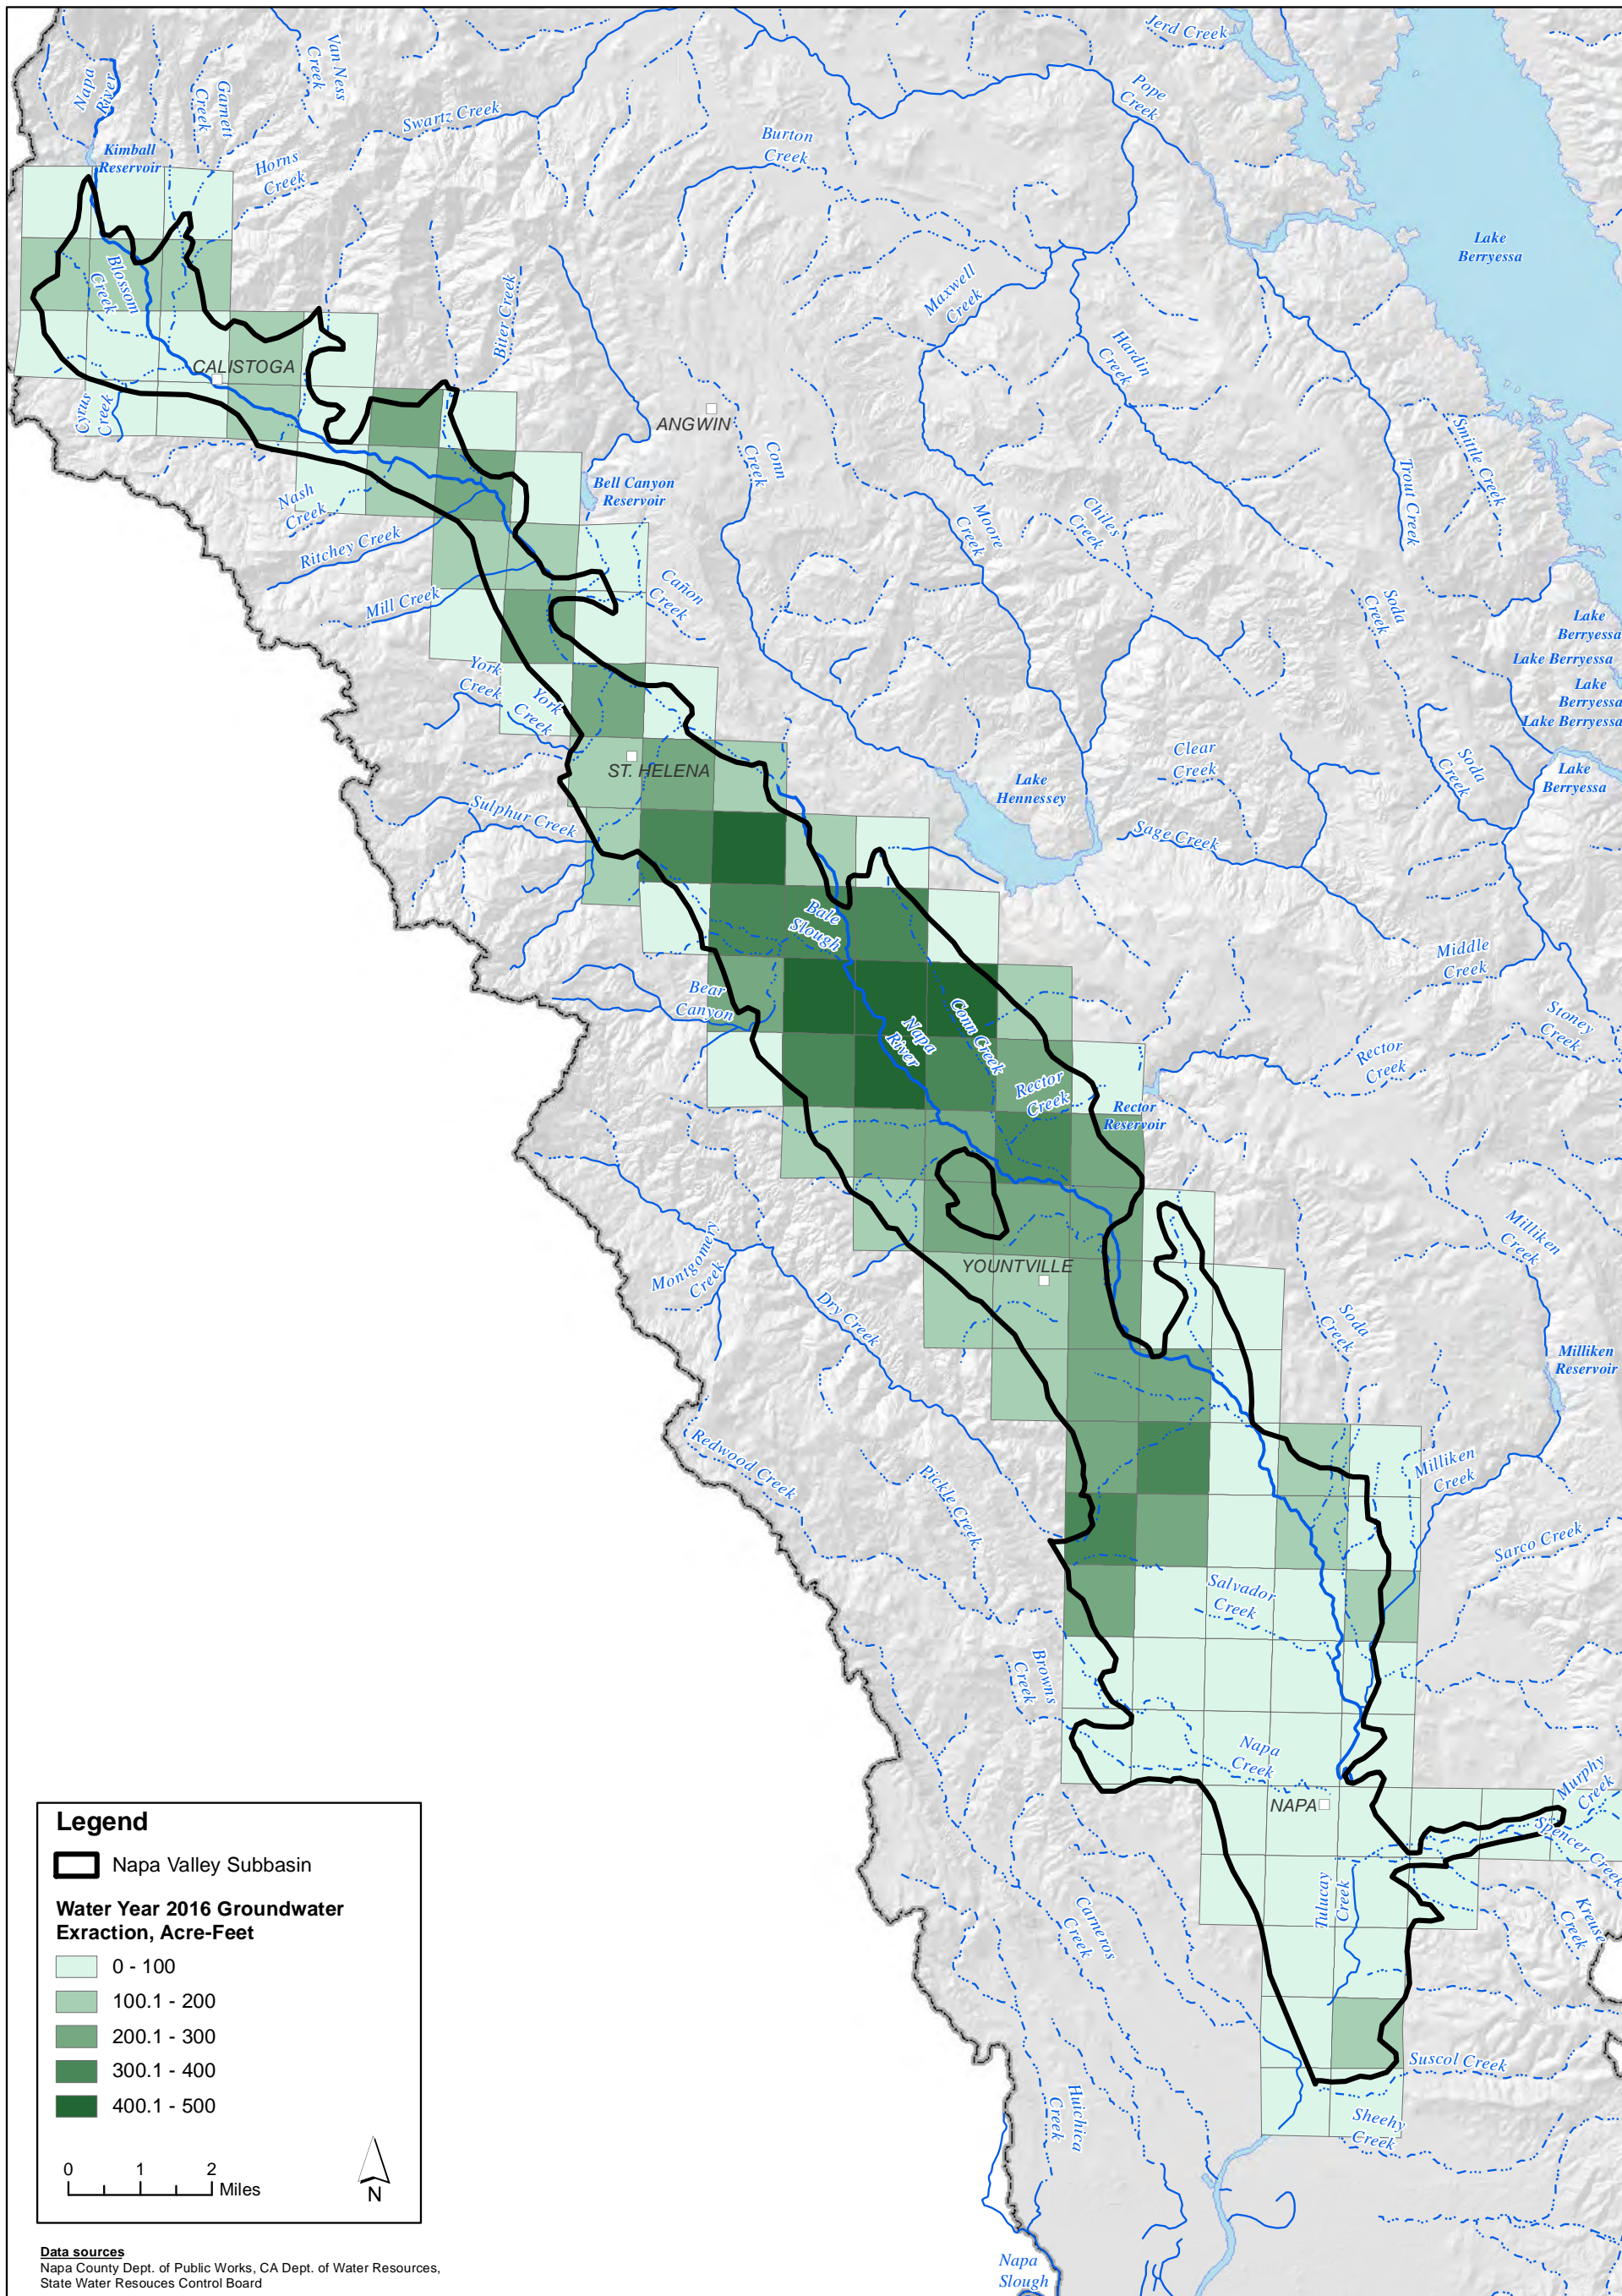 Jerd Creek
Napa
River
Garnett
Creek
Van Ness
Creek
Swartz Creek
Pope
Creek
Burton
Creek
Kimball
Reservoir
Horns
Creek
Lake
Berryessa
Blossom
Creek
Biter Creek
Maxwell
Creek
Hardin
Creek
CALISTOGA
Cyrus
Creek
ANGWIN
Conn
Creek
Smittle Creek
Trout Creek
Bell Canyon
Reservoir
Nash
Creek
Ritchey Creek
Moore
Creek
Chiles
Creek
Mill Creek
Cañon
Creek
Soda
Creek
Lake
Berryessa
Lake Berryessa
Lake
Berryessa
Lake Berryessa
York
Creek
York
Creek
ST. HELENA
Clear
Creek
Soda
Creek
Lake
Berryessa
Lake
Hennessey
Sulphur Creek
Sage Creek
Bale
Slough
Middle
Creek
Bear
Canyon
Napa
River
Conn Creek
Stoney
Creek
Rector
Creek
Rector
Creek
Rector
Reservoir
Montgomery
Creek
Milliken
Creek
YOUNTVILLE
Dry Creek
Soda
Creek
Milliken
Reservoir
Redwood Creek
Pickle Creek
Milliken
Creek
Sarco Creek
Salvador
Creek
Browns
Creek
Napa
Creek
Murphy
Creek
NAPA
Spencer Creek
Tulucay
Creek
Carneros
Creek
Kreuse
Creek
Suscol Creek
Huichica
Creek
Sheehy
Creek
Napa
Slough
Legend
Napa Valley Subbasin
Water Year 2016 Groundwater
Exraction, Acre-Feet
0 - 100
100.1 - 200
200.1 - 300
300.1 - 400
400.1 - 500
0 1 2
Miles
N
Data sources
Napa County Dept. of Public Works, CA Dept. of Water Resources,
State Water Resouces Control Board